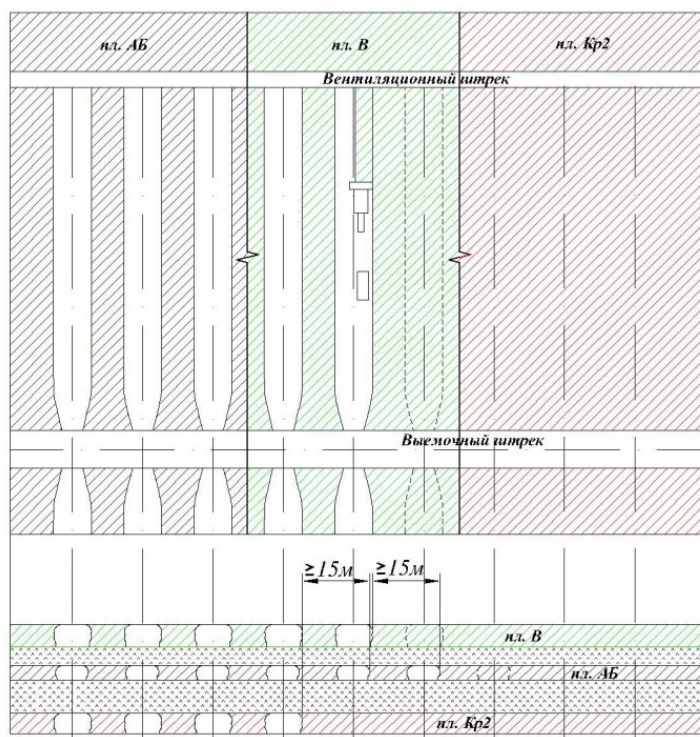 пл. АБ
пл. В
пл. Кр2
Вентиляционный штрек
Выемочный штрек
≥15м
≥15м
пл. В
пл. АБ
пл. Кр2